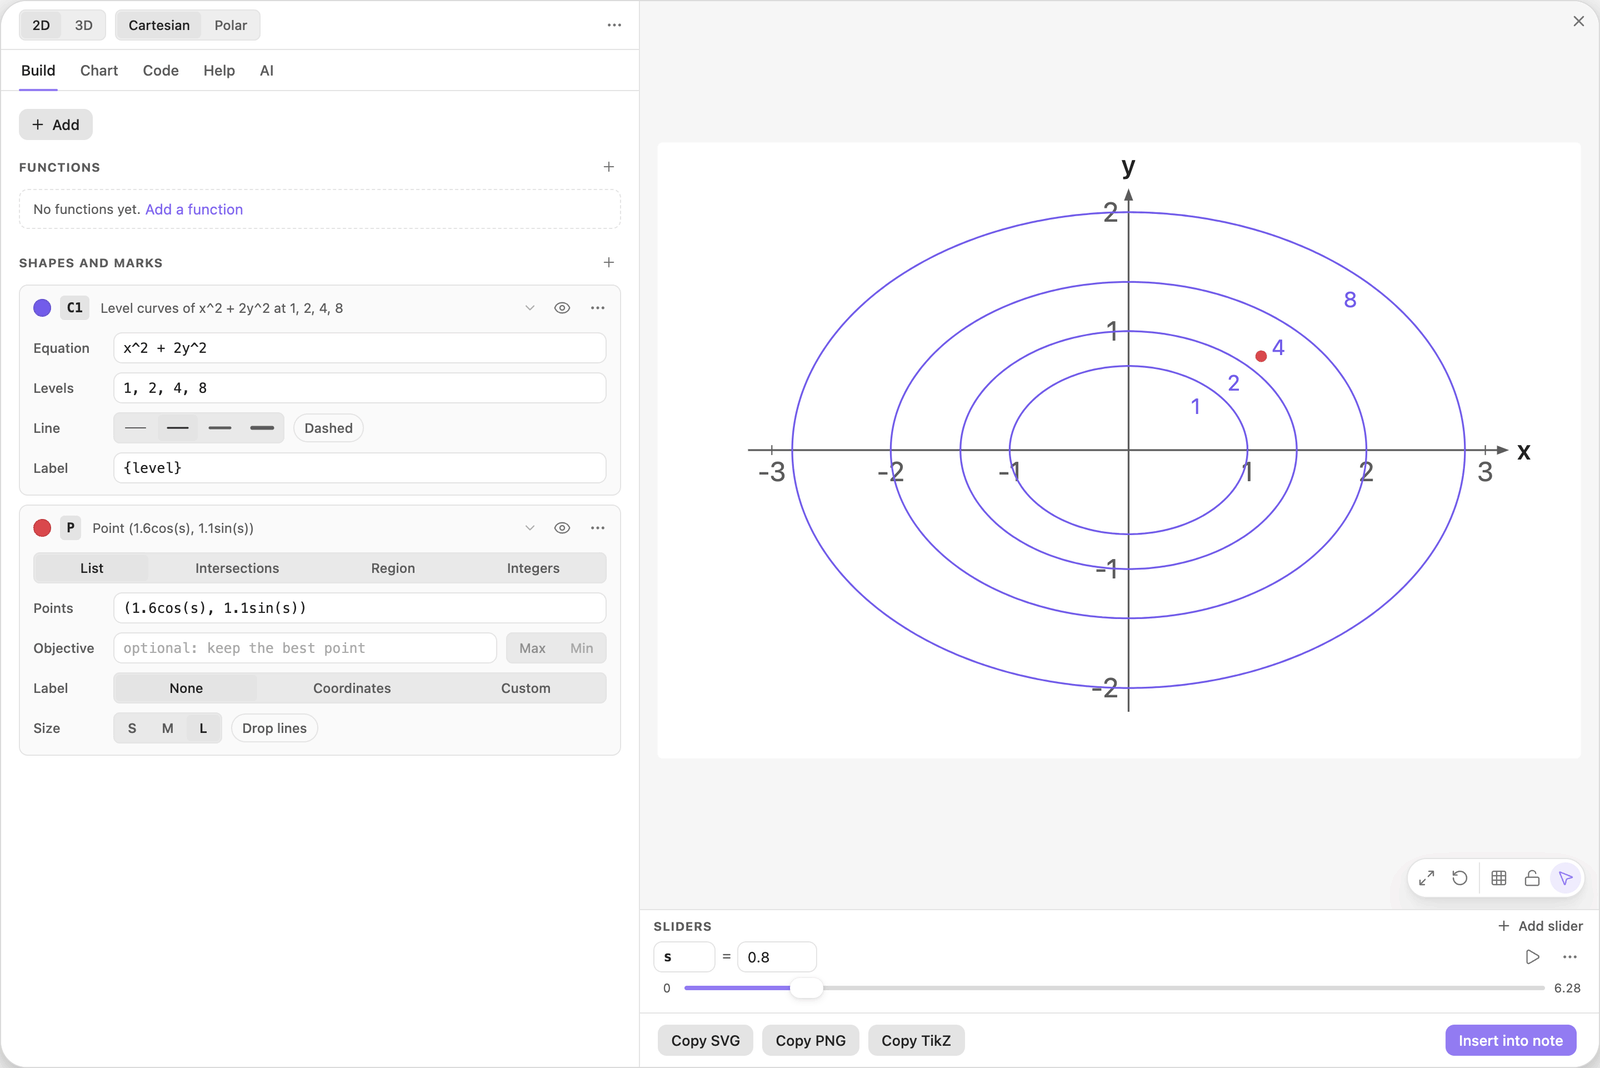 2D 3D Cartesian Polar ···
Build Chart Code Help AI
+ Add
FUNCTIONS +
No functions yet. Add a function
SHAPES AND MARKS +
C1 Level curves of x^2 + 2y^2 at 1, 2, 4, 8
Equation x^2 + 2y^2
Levels 1, 2, 4, 8
Line Dashed
Label {level}
P Point (1.6cos(s), 1.1sin(s))
List Intersections Region Integers
Points (1.6cos(s), 1.1sin(s))
Objective optional: keep the best point Max Min
Label None Coordinates Custom
Size S M L Drop lines
y
2
8
1
4
2
1
x
-3 -2 -1 1 2 3
-1
-2
SLIDERS + Add slider
s = 0.8
0 6.28
Copy SVG Copy PNG Copy TikZ Insert into note